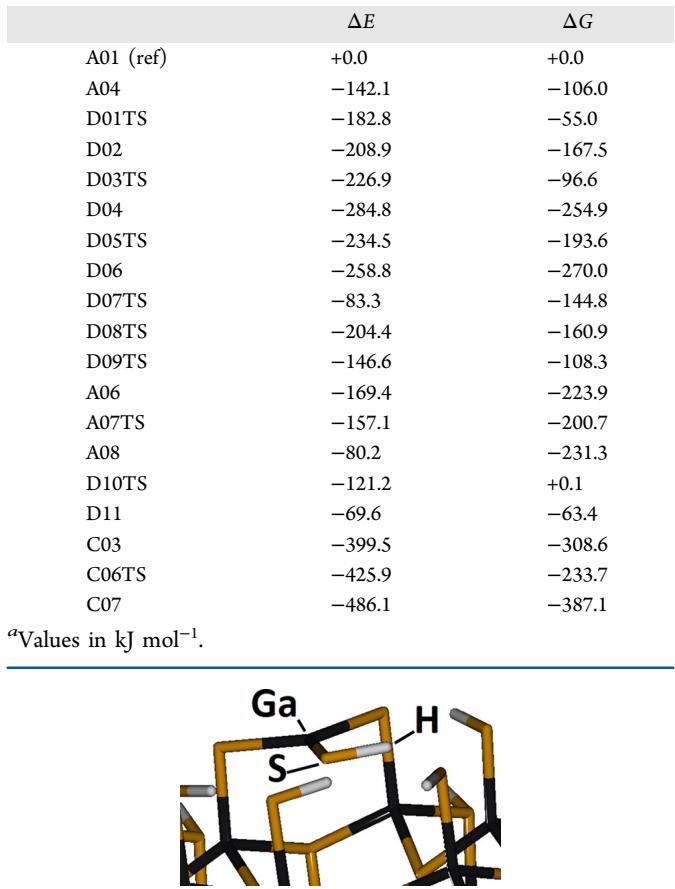 ΔE ΔG
A01 (ref) +0.0 +0.0
A04 −142.1 −106.0
D01TS −182.8 −55.0
D02 −208.9 −167.5
D03TS −226.9 −96.6
D04 −284.8 −254.9
D05TS −234.5 −193.6
D06 −258.8 −270.0
D07TS −83.3 −144.8
D08TS −204.4 −160.9
D09TS −146.6 −108.3
A06 −169.4 −223.9
A07TS −157.1 −200.7
A08 −80.2 −231.3
D10TS −121.2 +0.1
D11 −69.6 −63.4
C03 −399.5 −308.6
C06TS −425.9 −233.7
C07 −486.1 −387.1
aValues in kJ mol−1.
Ga
H
S